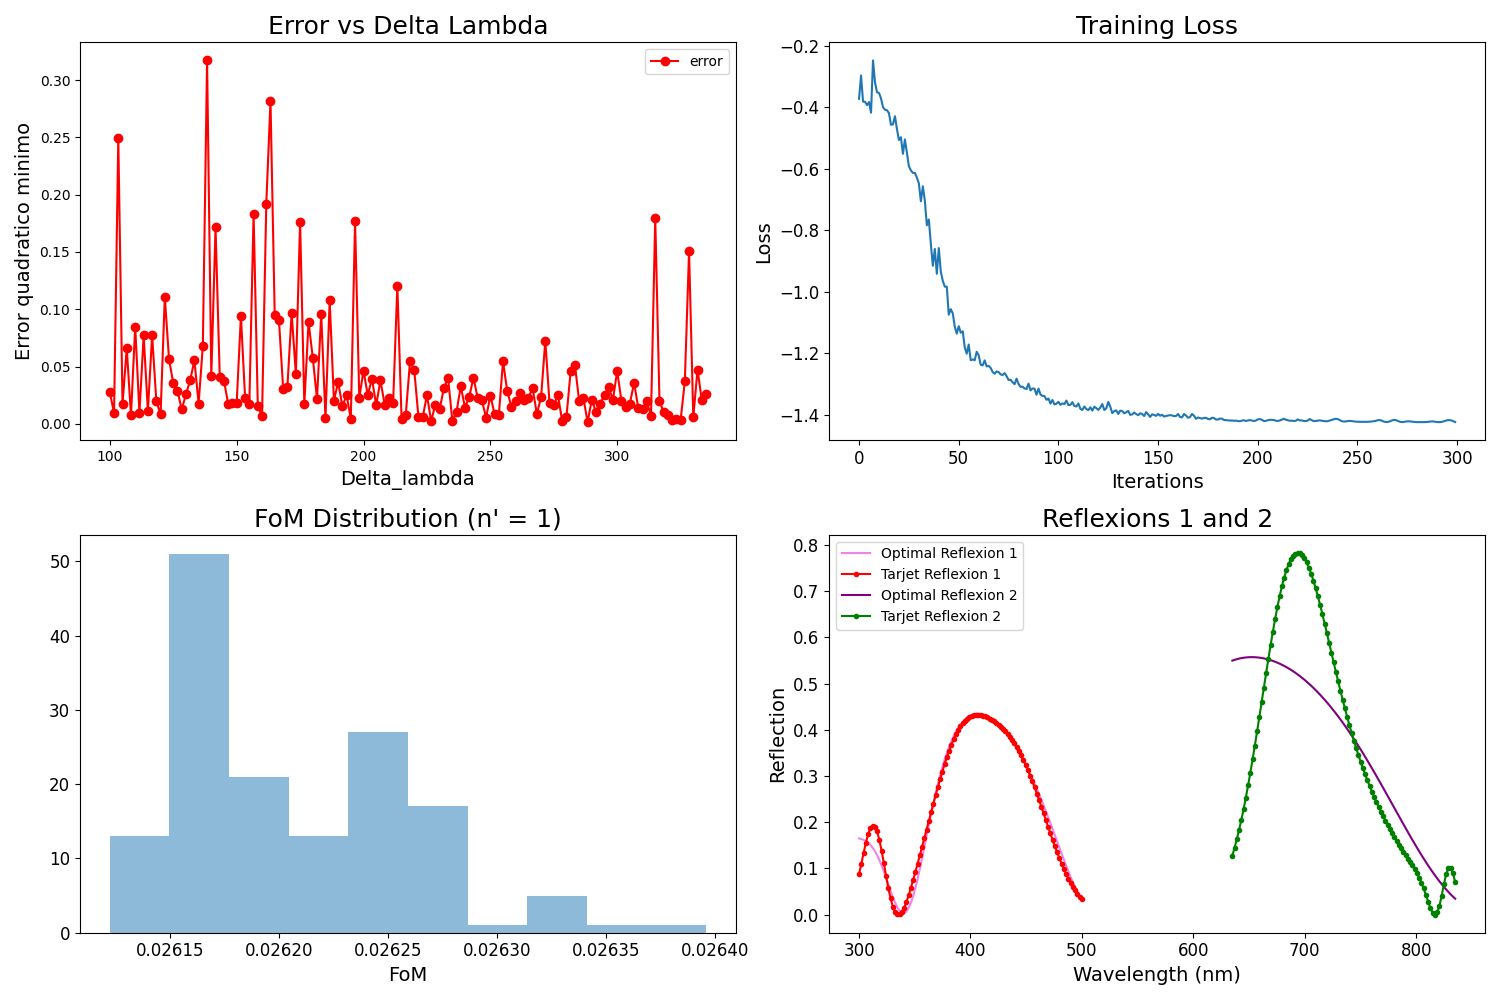 Error vs Delta Lambda
error
Error quadratico minimo
0.30
0.25
0.20
0.15
0.10
0.05
0.00
100 150 200 250 300
Delta_lambda
Training Loss
Loss
−0.2
−0.4
−0.6
−0.8
−1.0
−1.2
−1.4
0 50 100 150 200 250 300
Iterations
FoM Distribution (n' = 1)
50
40
30
20
10
0
0.02615 0.02620 0.02625 0.02630 0.02635 0.02640
FoM
Reflexions 1 and 2
Optimal Reflexion 1
Tarjet Reflexion 1
Optimal Reflexion 2
Tarjet Reflexion 2
Reflection
0.8
0.7
0.6
0.5
0.4
0.3
0.2
0.1
0.0
300 400 500 600 700 800
Wavelength (nm)